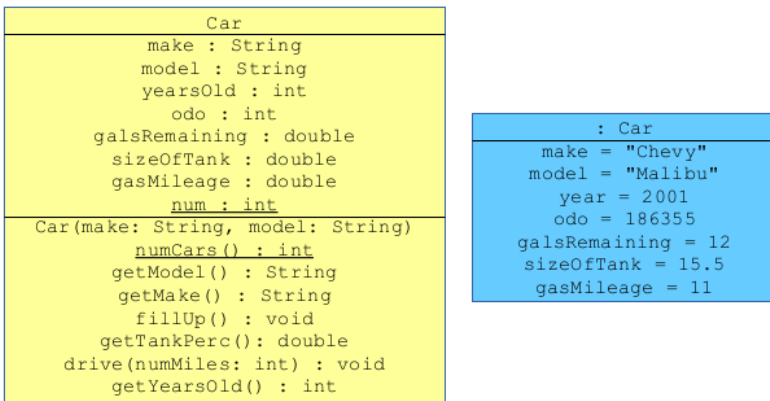 Car
make : String
model : String
yearsOld : int
odo : int
galsRemaining : double
sizeOfTank : double
gasMileage : double
num : int
Car(make: String, model: String)
numCars() : int
getModel() : String
getMake() : String
fillUp() : void
getTankPerc(): double
drive(numMiles: int) : void
getYearsOld() : int
: Car
make = "Chevy"
model = "Malibu"
year = 2001
odo = 186355
galsRemaining = 12
sizeOfTank = 15.5
gasMileage = 11